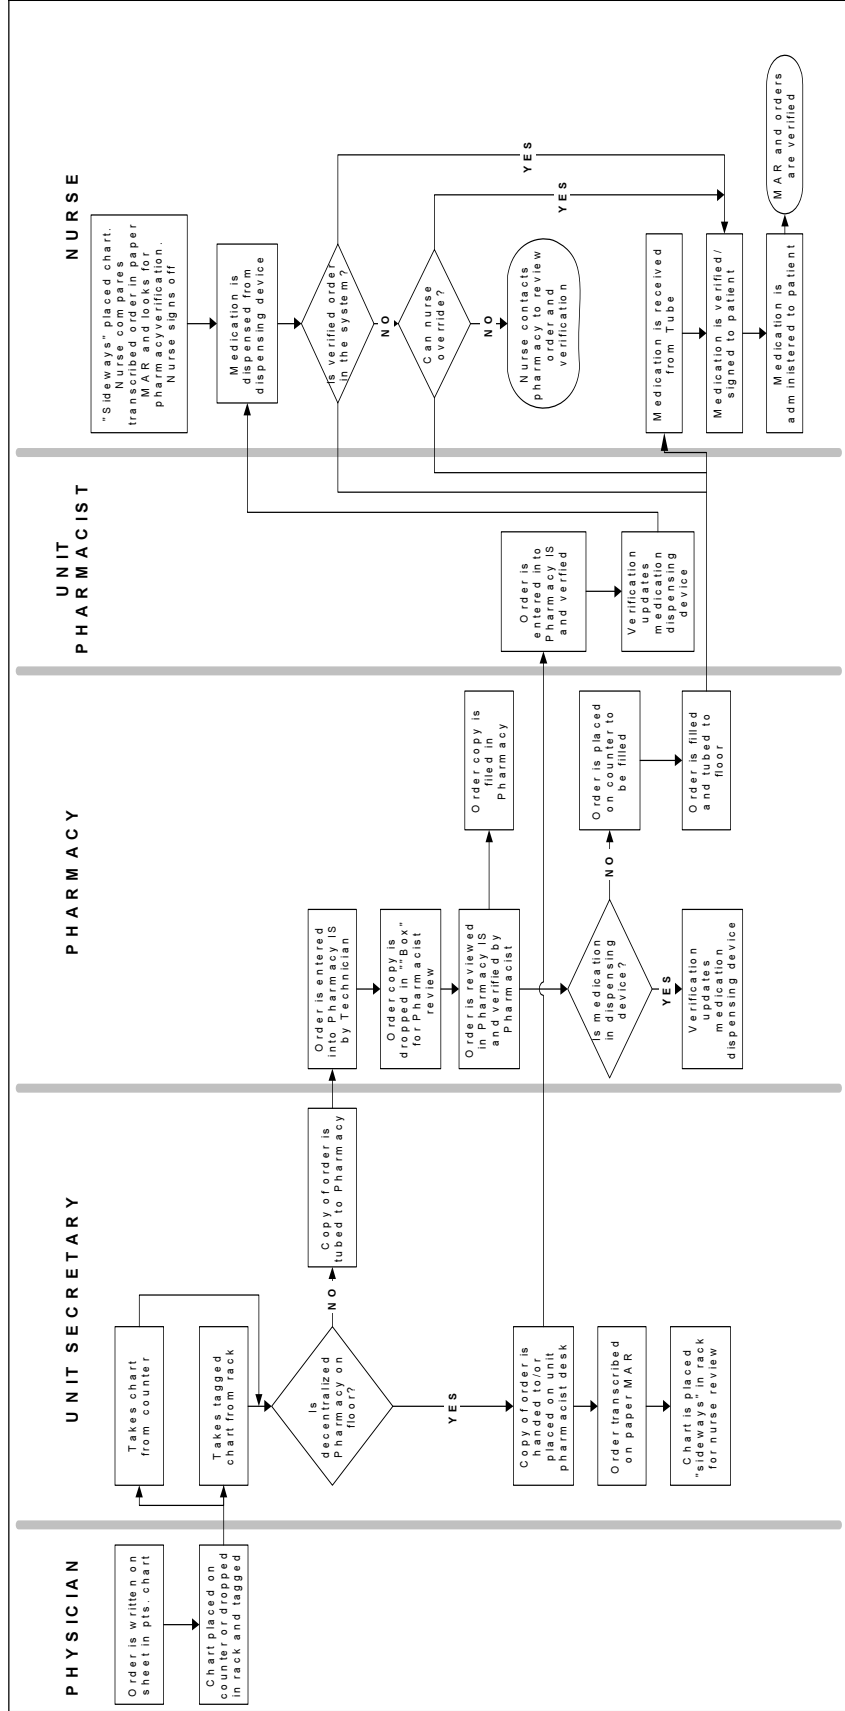 PHYSICIAN
Order is written on
sheet in pts. chart
Chart placed on
counter or dropped
in rack and tagged
UNIT SECRETARY
Takes chart
from counter
Takes tagged
chart from rack
Is
decentralized
Pharmacy on
floor?
NO
YES
Copy of order is
tubed to Pharmacy
Copy of order is
handed to/or
placed on unit
pharmacist desk
Order transcribed
on paper MAR
Chart is placed
"sideways" in rack
for nurse review
PHARMACY
Order is entered
into Pharmacy IS
by Technician
Order copy is
dropped in ""Box"
for Pharmacist
review
Order is reviewed
in Pharmacy IS
and verified by
Pharmacist
Order copy is
filed in
Pharmacy
Is medication
in dispensing
device?
NO
YES
Order is placed
on counter to
be filled
Order is filled
and tubed to
floor
Verification
updates
medication
dispensing device
UNIT
PHARMACIST
Order is
entered in to
Pharmacy IS
and verfied
Verification
updates
medication
dispensing
device
NURSE
"Sideways" placed chart.
Nurse compares
transcribed order in paper
MAR and looks for
pharmacyverification.
Nurse signs off
Medication is
dispensed from
dispensing device
Is verified order
in the system?
NO
YES
Can nurse
override?
NO
YES
Nurse contacts
pharmacy to review
order and
verification
Medication is received
from Tube
Medication is verified/
signed to patient
Medication is
administered to patient
MAR and orders
are verified